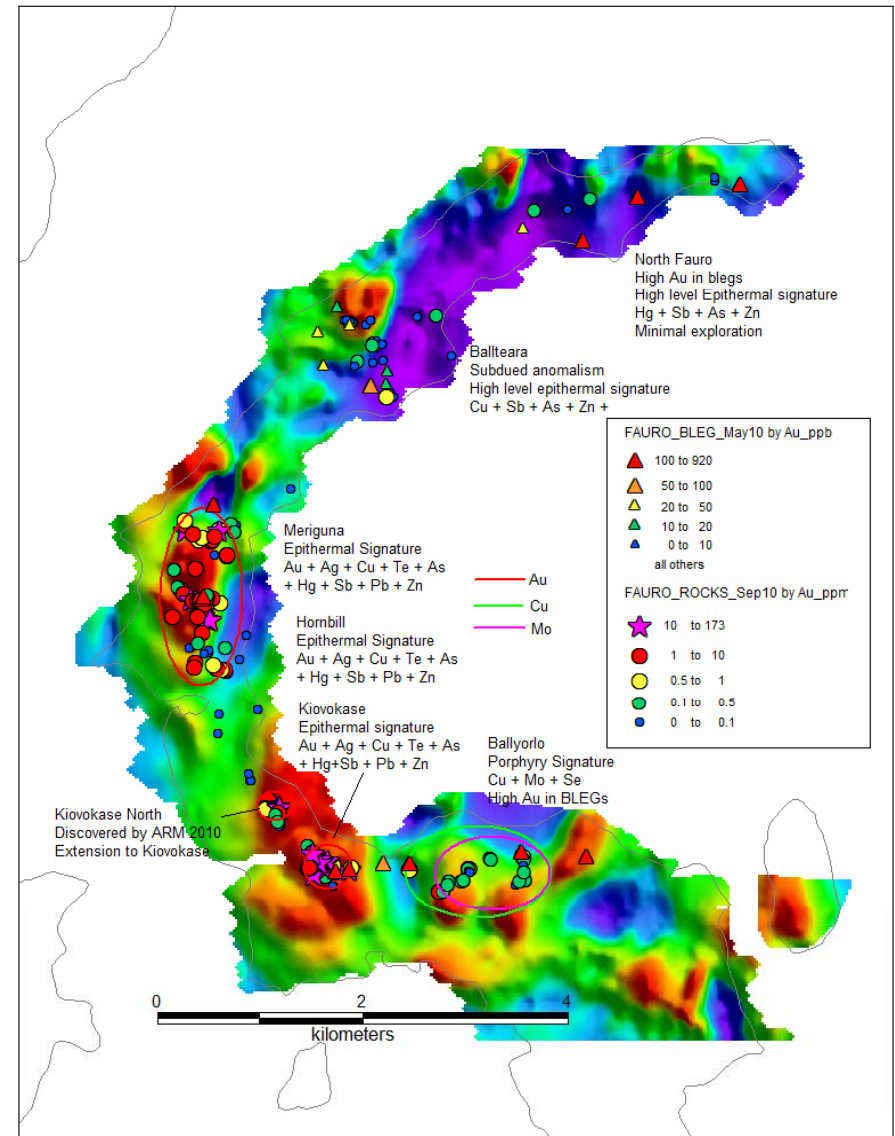 North Fauro
High Au in blegs
High level Epithermal signature
Hg + Sb + As + Zn
Minimal exploration
Ballteara
Subdued anomalism
High level epithermal signature
Cu + Sb + As + Zn +
FAURO_BLEG_May10 by Au_ppb
100 to 920
50 to 100
20 to 50
10 to 20
0 to 10
all others
FAURO_ROCKS_Sep10 by Au_ppm
10 to 173
1 to 10
0.5 to 1
0.1 to 0.5
0 to 0.1
Meriguna
Epithermal Signature
Au + Ag + Cu + Te + As
+ Hg + Sb + Pb + Zn
Au
Cu
Mo
Hornbill
Epithermal Signature
Au + Ag + Cu + Te + As
+ Hg + Sb + Pb + Zn
Kiovokase
Epithermal signature
Au + Ag + Cu + Te + As
+ Hg+Sb + Pb + Zn
Ballyorlo
Porphyry Signature
Cu + Mo + Se
High Au in BLEGs
Kiovokase North
Discovered by ARM 2010
Extension to Kiovokase
0 2 4
kilometers